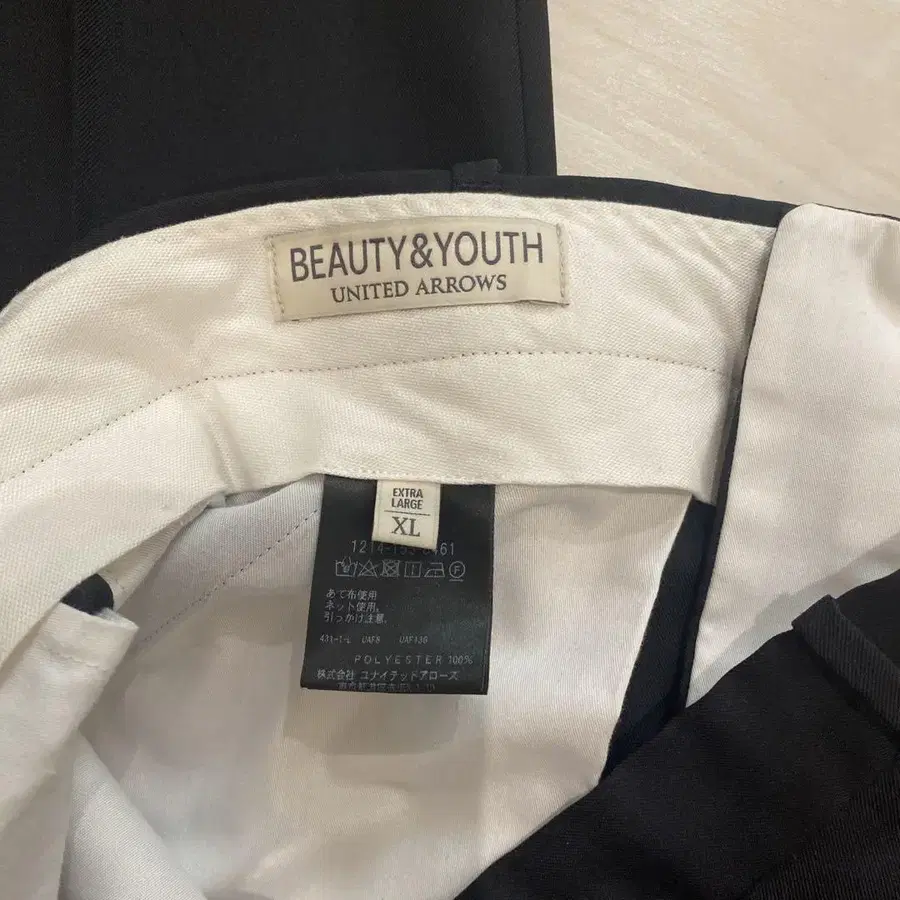 BEAUTY&YOUTH
UNITED ARROWS
EXTRA
LARGE
XL
あて布使用
ネット使用。
引っかけ注意。
POLYESTER 100%
株式会社 ユナイテッドアローズ